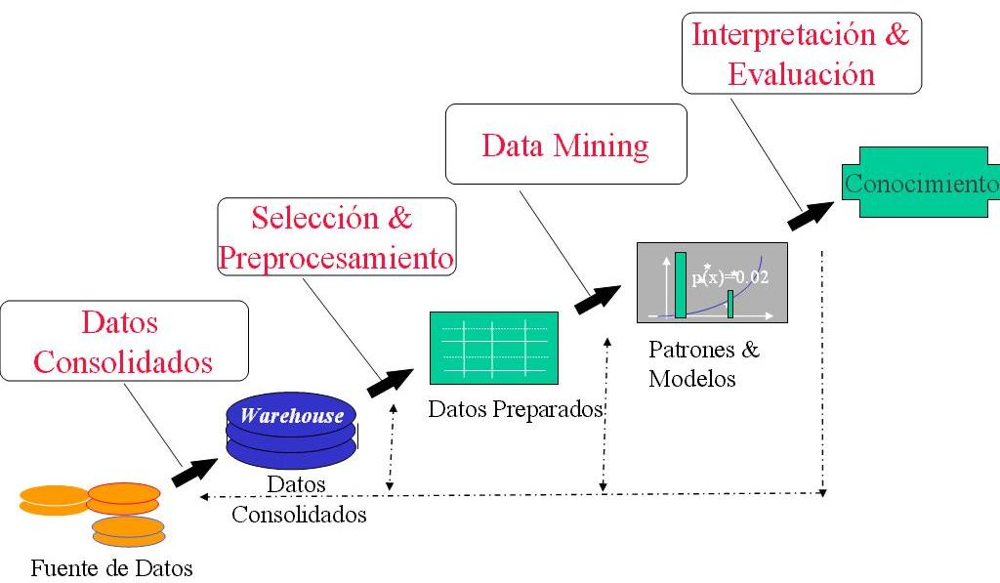 Interpretación &
Evaluación
Data Mining
Conocimiento
Selección &
Preprocesamiento
p(x)=0.02
Datos
Consolidados
Patrones &
Modelos
Warehouse
Datos Preparados
Datos
Consolidados
Fuente de Datos